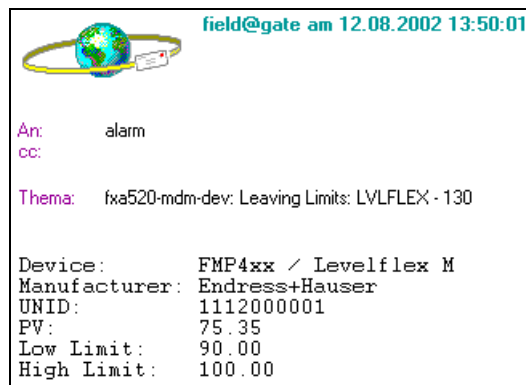 field@gate am 12.08.2002 13:50:01
An: alarm
cc:
Thema: fxa520-mdm-dev: Leaving Limits: LVLFLEX - 130
Device: FMP4xx / Levelflex M
Manufacturer: Endress+Hauser
UNID: 1112000001
PV: 75.35
Low Limit: 90.00
High Limit: 100.00